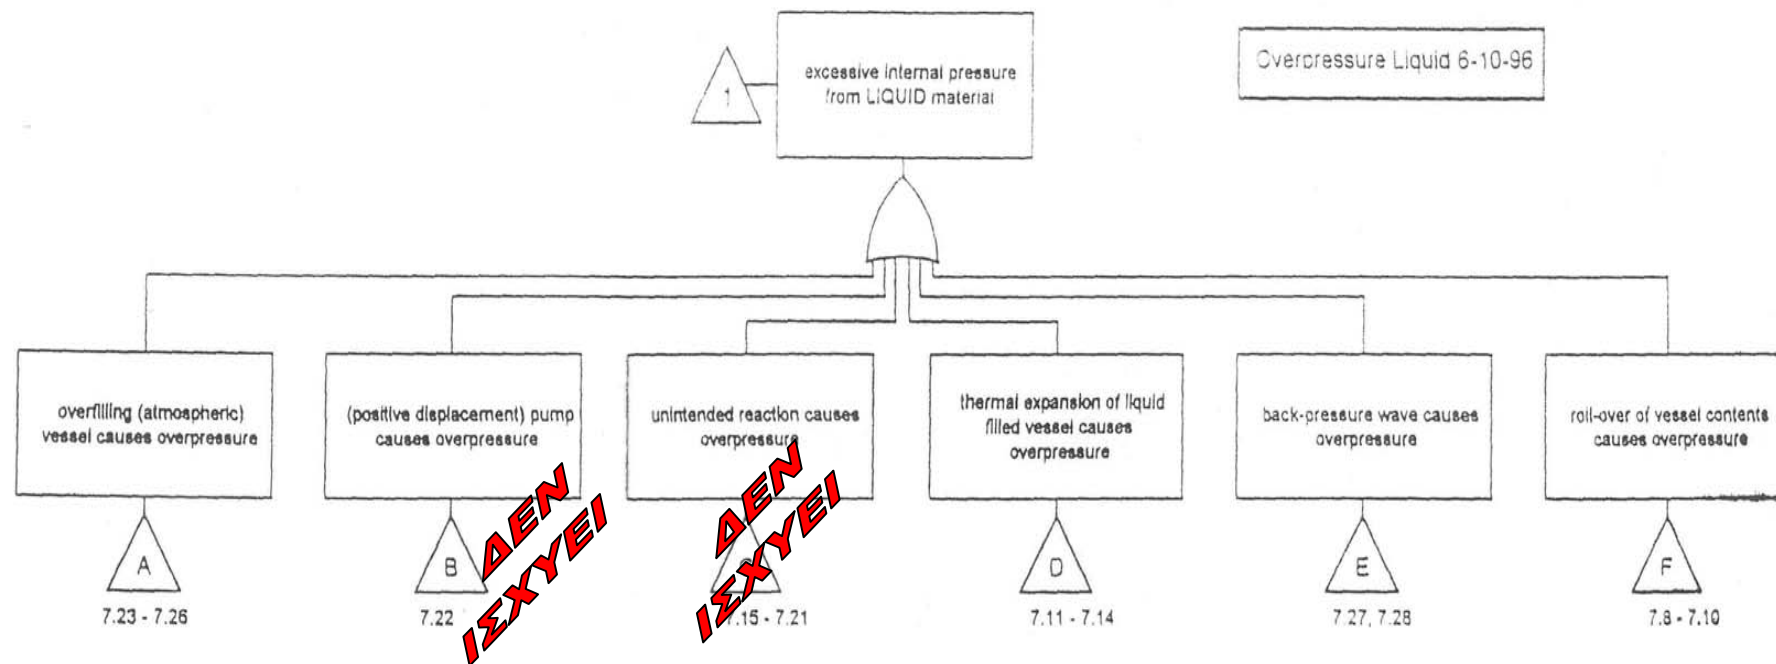 Overpressure Liquid 6-10-96
excessive internal pressure
from LIQUID material
1
overfilling (atmospheric)
vessel causes overpressure
(positive displacement) pump
causes overpressure
unintended reaction causes
overpressure
thermal expansion of liquid
filled vessel causes
overpressure
back-pressure wave causes
overpressure
roll-over of vessel contents
causes overpressure
A
B
C
D
E
F
ΔΕΝ
ΙΣΧΥΕΙ
ΔΕΝ
ΙΣΧΥΕΙ
7.23 - 7.26
7.22
7.15 - 7.21
7.11 - 7.14
7.27, 7.28
7.8 - 7.10